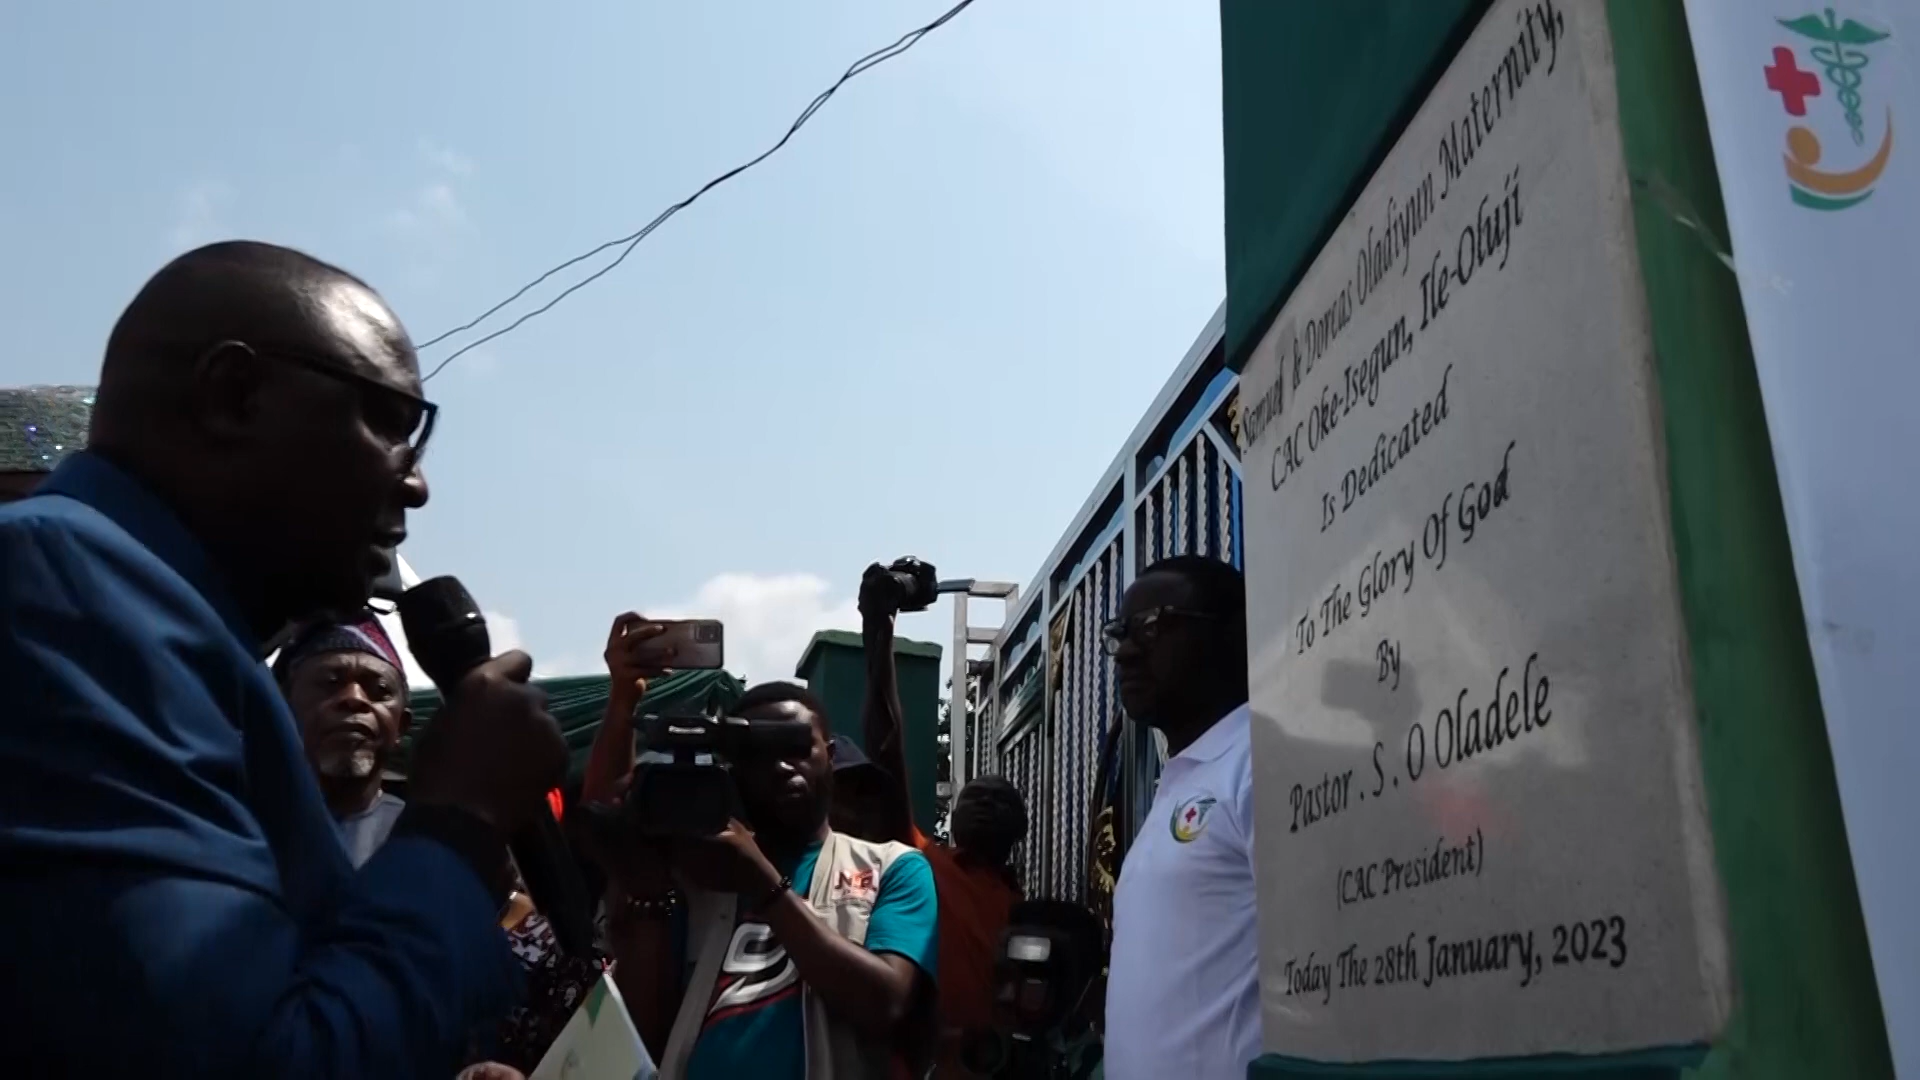 Samuel & Dorcas Oladiyun Maternity,
CAC Oke-Isegun, Ile-Oluji
Is Dedicated
To The Glory Of God
By
Pastor . S . O Oladele
(CAC President)
Today The 28th January, 2023